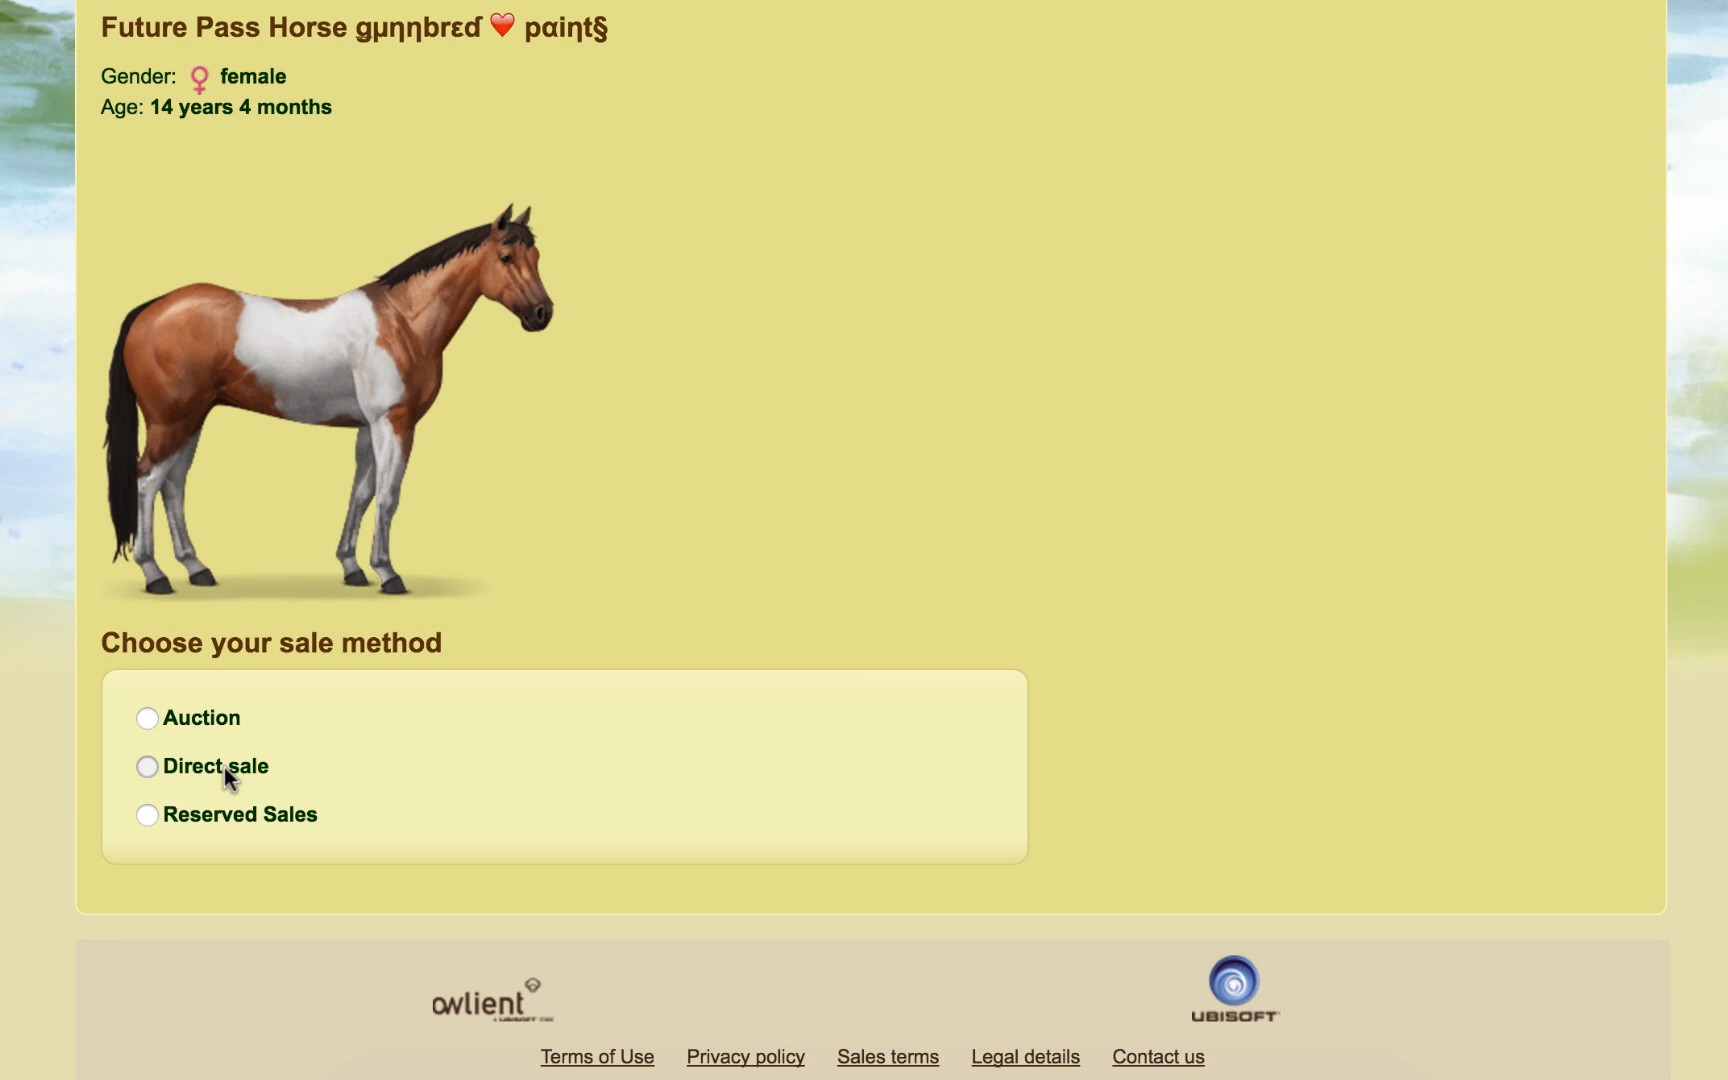 Future Pass Horse gμηηbrεɗ ❤️ pαiηt§
Gender: ♀ female
Age: 14 years 4 months
Choose your sale method
Auction
Direct sale
Reserved Sales
owlient
UBISOFT
Terms of Use Privacy policy Sales terms Legal details Contact us